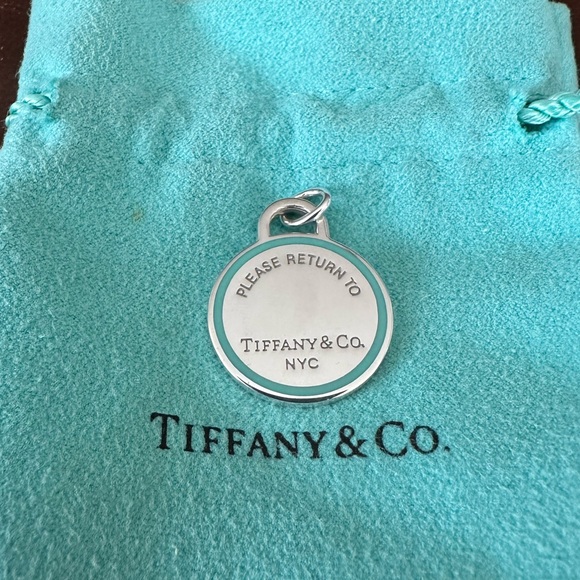 PLEASE RETURN TO
TIFFANY & CO.
NYC
TIFFANY & CO.